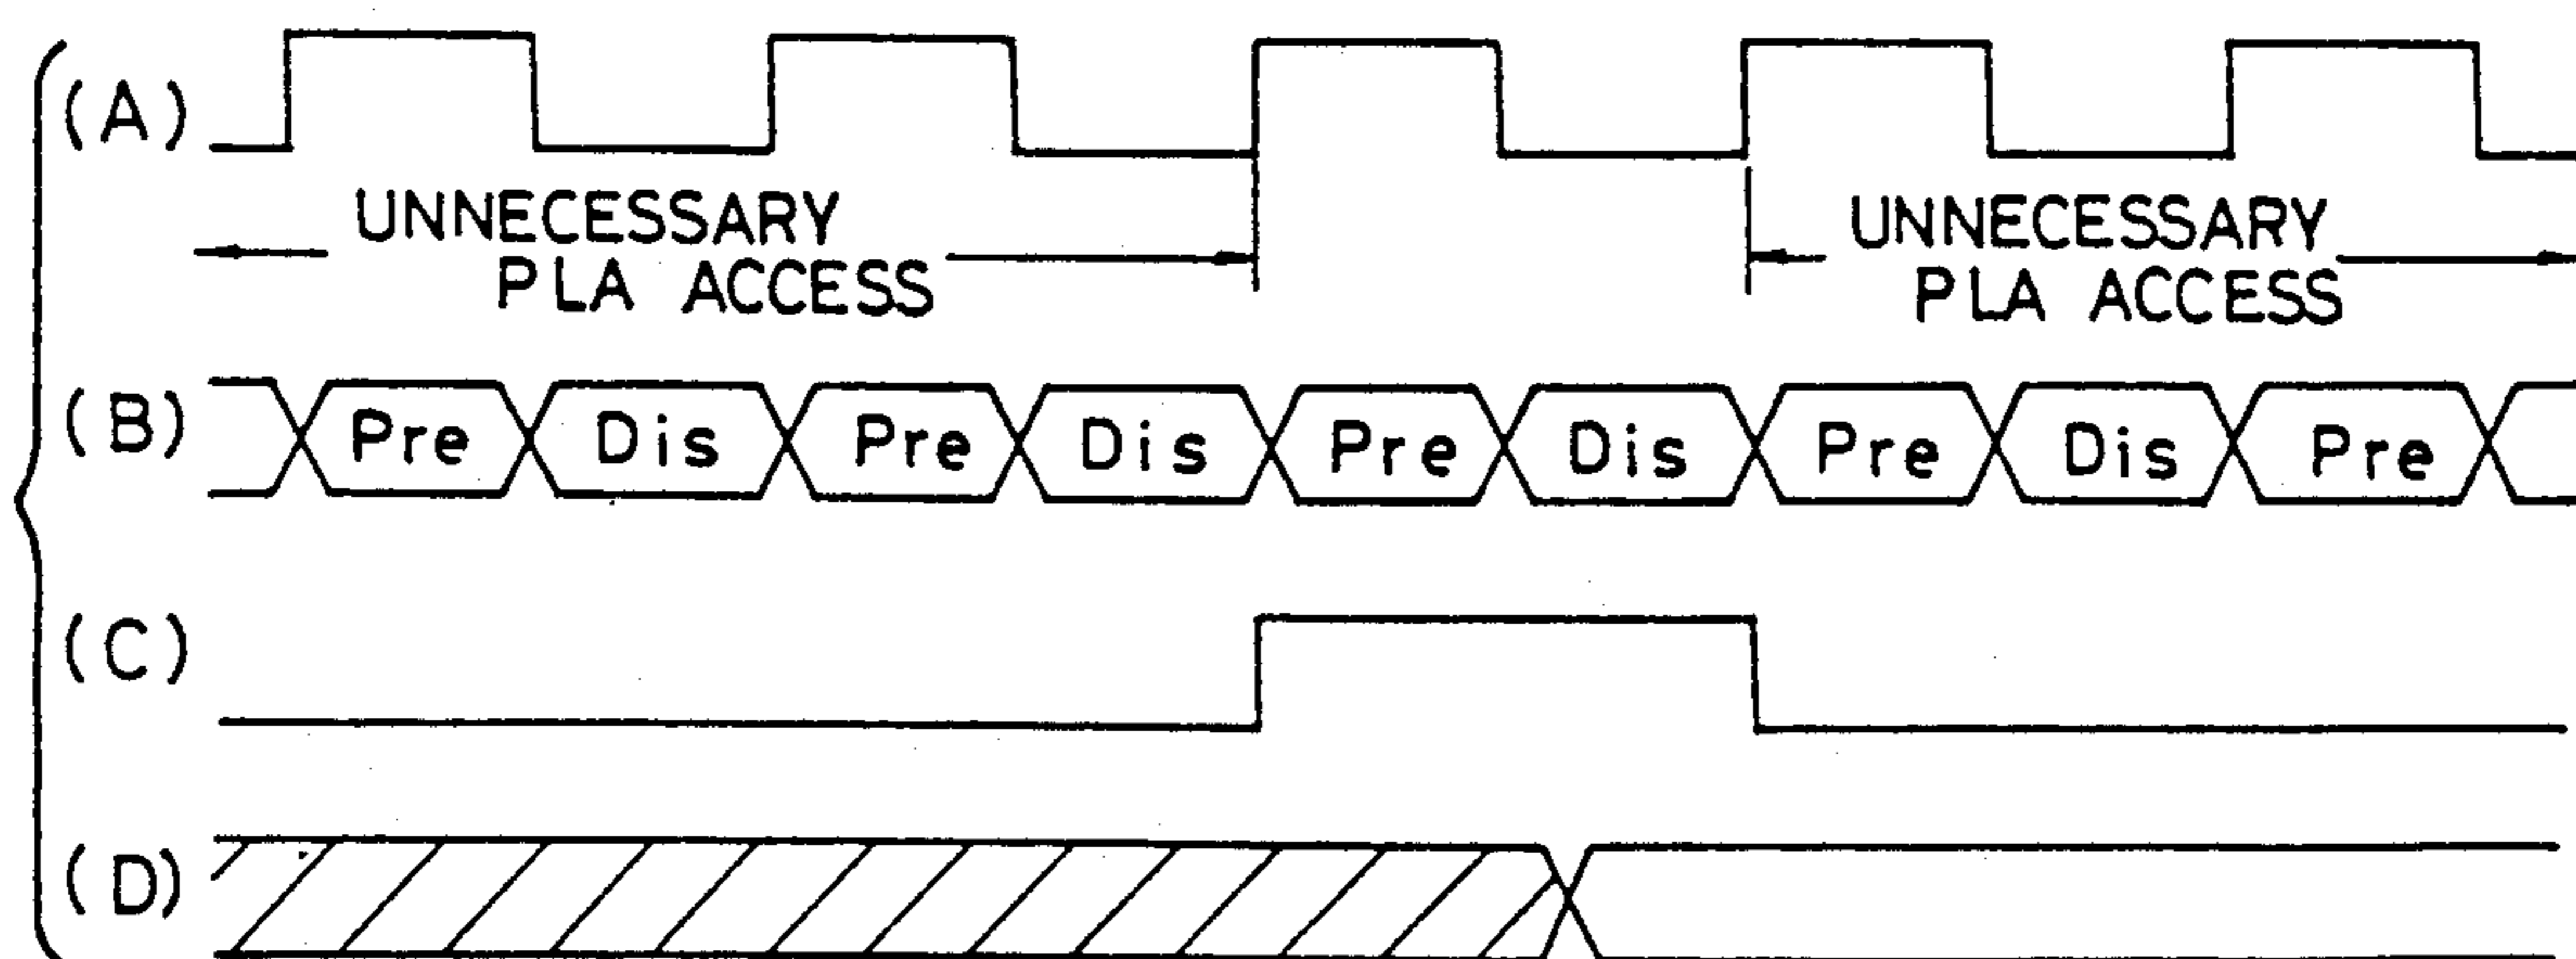 (A)
UNNECESSARY
PLA ACCESS
UNNECESSARY
PLA ACCESS
(B) Pre Dis Pre Dis Pre Dis Pre Dis Pre
(C)
(D)